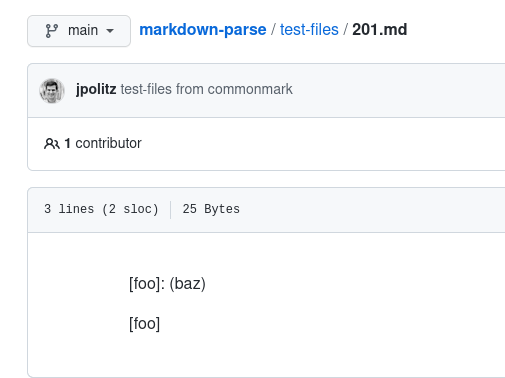 main markdown-parse / test-files / 201.md
jpolitz test-files from commonmark
1 contributor
3 lines (2 sloc) 25 Bytes
[foo]: (baz)
[foo]